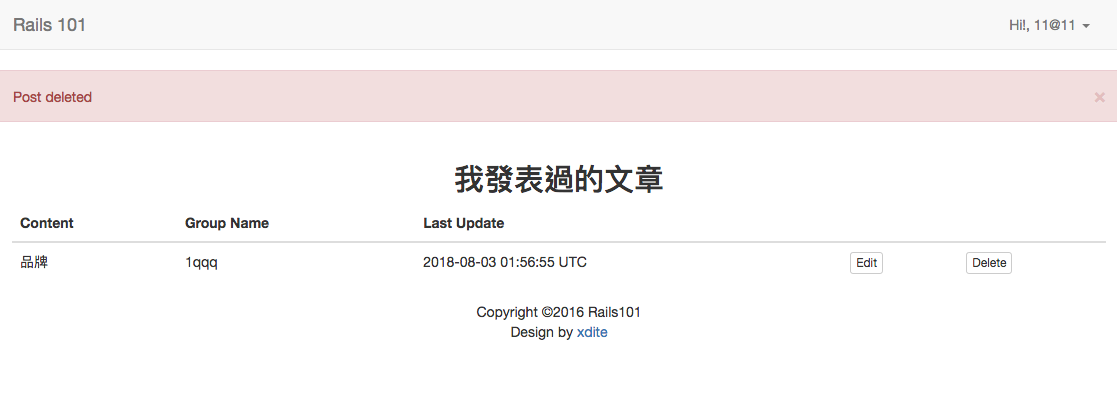 Rails 101 Hi!, 11@11
Post deleted ×
我發表過的文章
Content Group Name Last Update
品牌 1qqq 2018-08-03 01:56:55 UTC Edit Delete
Copyright ©2016 Rails101
Design by xdite